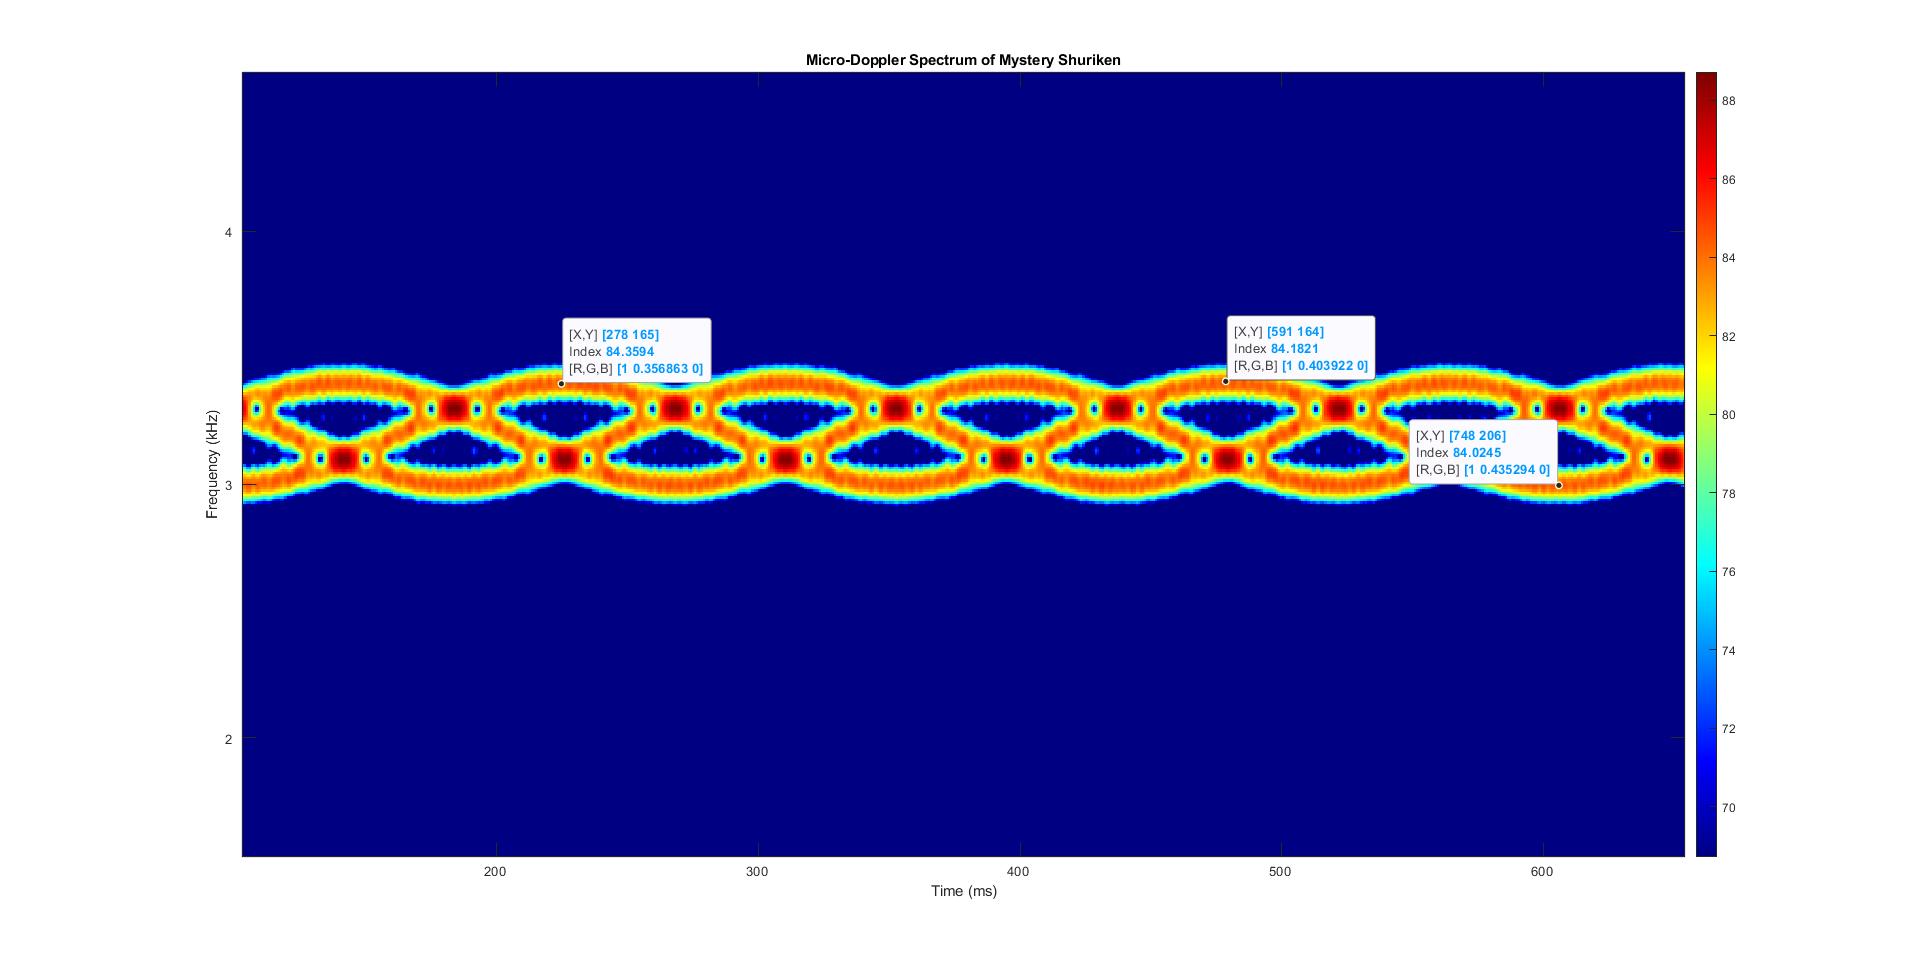 Micro-Doppler Spectrum of Mystery Shuriken
88
86
84
82
80
78
76
74
72
70
4
3
2
Frequency (kHz)
[X,Y] [278 165]
Index 84.3594
[R,G,B] [1 0.356863 0]
[X,Y] [591 164]
Index 84.1821
[R,G,B] [1 0.403922 0]
[X,Y] [748 206]
Index 84.0245
[R,G,B] [1 0.435294 0]
200 300 400 500 600
Time (ms)